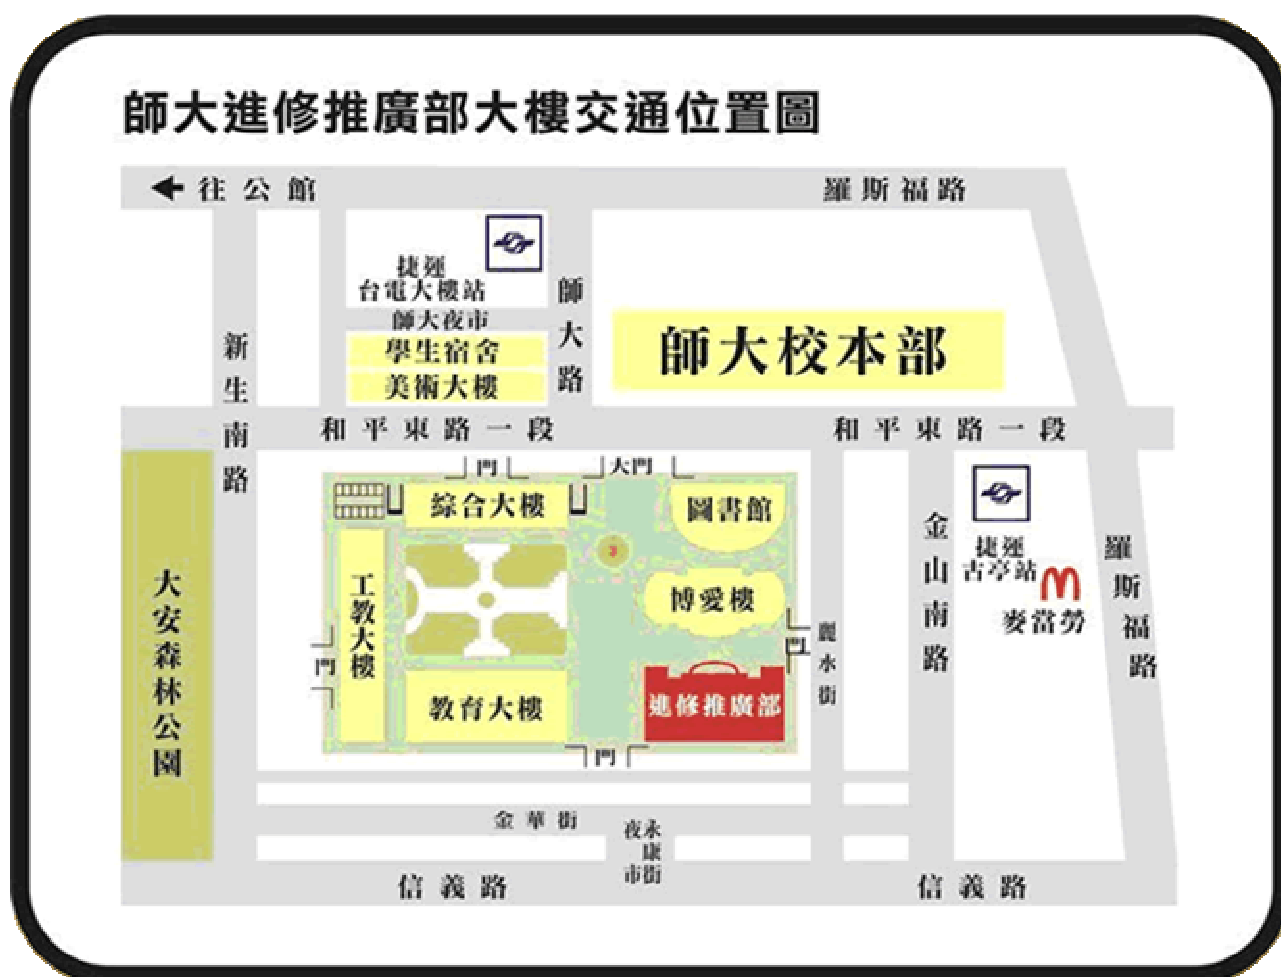 師大進修推廣部大樓交通位置圖
往公館
羅斯福路
捷運
台電大樓站
師大夜市
學生宿舍
美術大樓
師大路
師大校本部
新生南路
和平東路一段
和平東路一段
門
大門
綜合大樓
圖書館
工教大樓
博愛樓
門
門
麗水街
教育大樓
進修推廣部
門
大安森林公園
金山南路
捷運
古亭站
麥當勞
羅斯福路
金華街
永康街
夜市
信義路
信義路